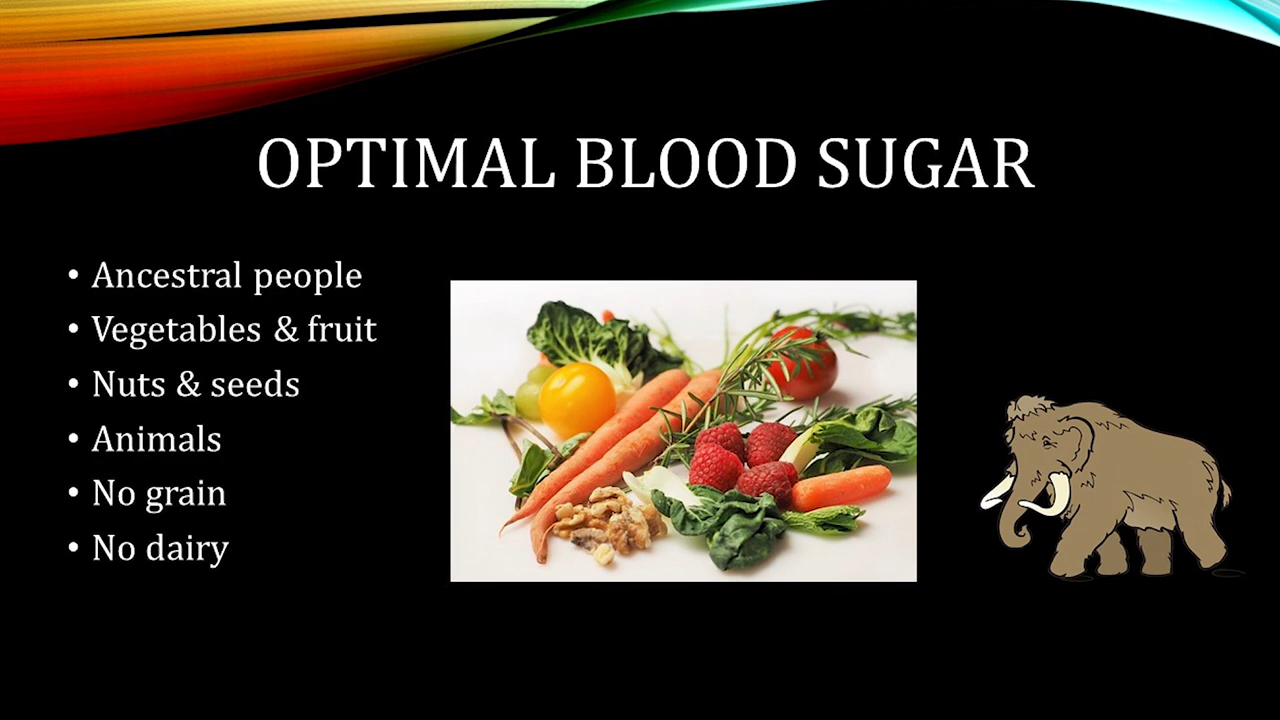 OPTIMAL BLOOD SUGAR
• Ancestral people
• Vegetables & fruit
• Nuts & seeds
• Animals
• No grain
• No dairy